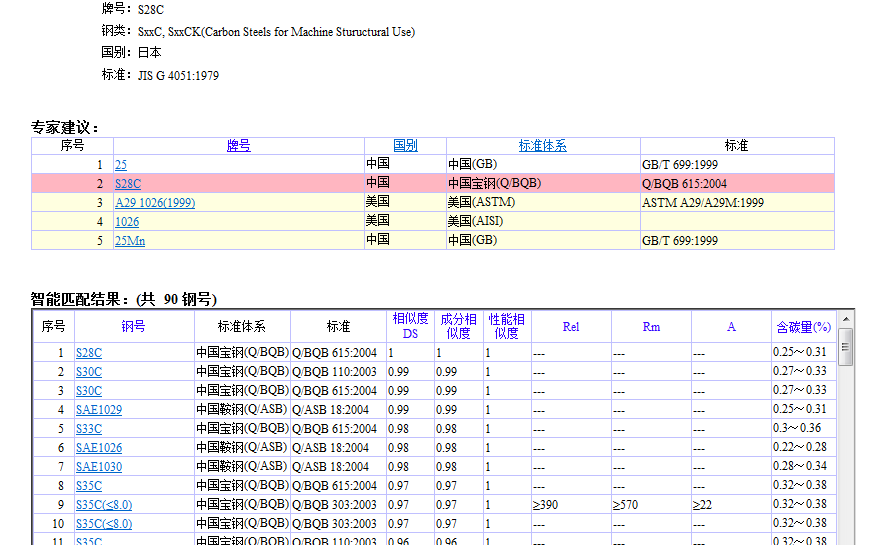 牌号: S28C
钢类: SxxC, SxxCK(Carbon Steels for Machine Stuructural Use)
国别: 日本
标准: JIS G 4051:1979
专家建议:
序号 牌号 国别 标准体系 标准
1 25 中国 中国(GB) GB/T 699:1999
2 S28C 中国 中国宝钢(Q/BQB) Q/BQB 615:2004
3 A29 1026(1999) 美国 美国(ASTM) ASTM A29/A29M:1999
4 1026 美国 美国(AISI)
5 25Mn 中国 中国(GB) GB/T 699:1999
智能匹配结果: (共 90 钢号)
序号 钢号 标准体系 标准 相似度DS 成分相似度 性能相似度 Rel Rm A 含碳量(%)
1 S28C 中国宝钢(Q/BQB) Q/BQB 615:2004 1 1 1 --- --- --- 0.25～0.31
2 S30C 中国宝钢(Q/BQB) Q/BQB 110:2003 0.99 0.99 1 --- --- --- 0.27～0.33
3 S30C 中国宝钢(Q/BQB) Q/BQB 615:2004 0.99 0.99 1 --- --- --- 0.27～0.33
4 SAE1029 中国鞍钢(Q/ASB) Q/ASB 18:2004 0.99 0.99 1 --- --- --- 0.25～0.31
5 S33C 中国宝钢(Q/BQB) Q/BQB 615:2004 0.98 0.98 1 --- --- --- 0.3～0.36
6 SAE1026 中国鞍钢(Q/ASB) Q/ASB 18:2004 0.98 0.98 1 --- --- --- 0.22～0.28
7 SAE1030 中国鞍钢(Q/ASB) Q/ASB 18:2004 0.98 0.98 1 --- --- --- 0.28～0.34
8 S35C 中国宝钢(Q/BQB) Q/BQB 615:2004 0.97 0.97 1 --- --- --- 0.32～0.38
9 S35C(≤8.0) 中国宝钢(Q/BQB) Q/BQB 303:2003 0.97 0.97 1 ≥390 ≥570 ≥22 0.32～0.38
10 S35C(≤8.0) 中国宝钢(Q/BQB) Q/BQB 303:2003 0.97 0.97 1 --- --- --- 0.32～0.38
11 S35C 中国宝钢(Q/BQB) Q/BQB 110:2003 0.96 0.96 1 --- --- --- 0.32～0.38